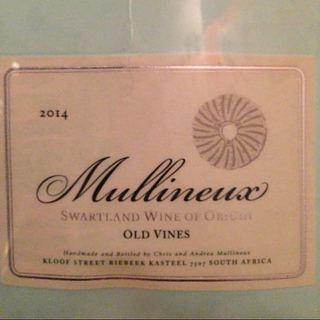 2014
Mullineux
SWARTLAND WINE OF ORIGIN
OLD VINES
Handmade and Bottled by Chris and Andrea Mullineux
KLOOF STREET RIEBEEK KASTEEL 7307 SOUTH AFRICA